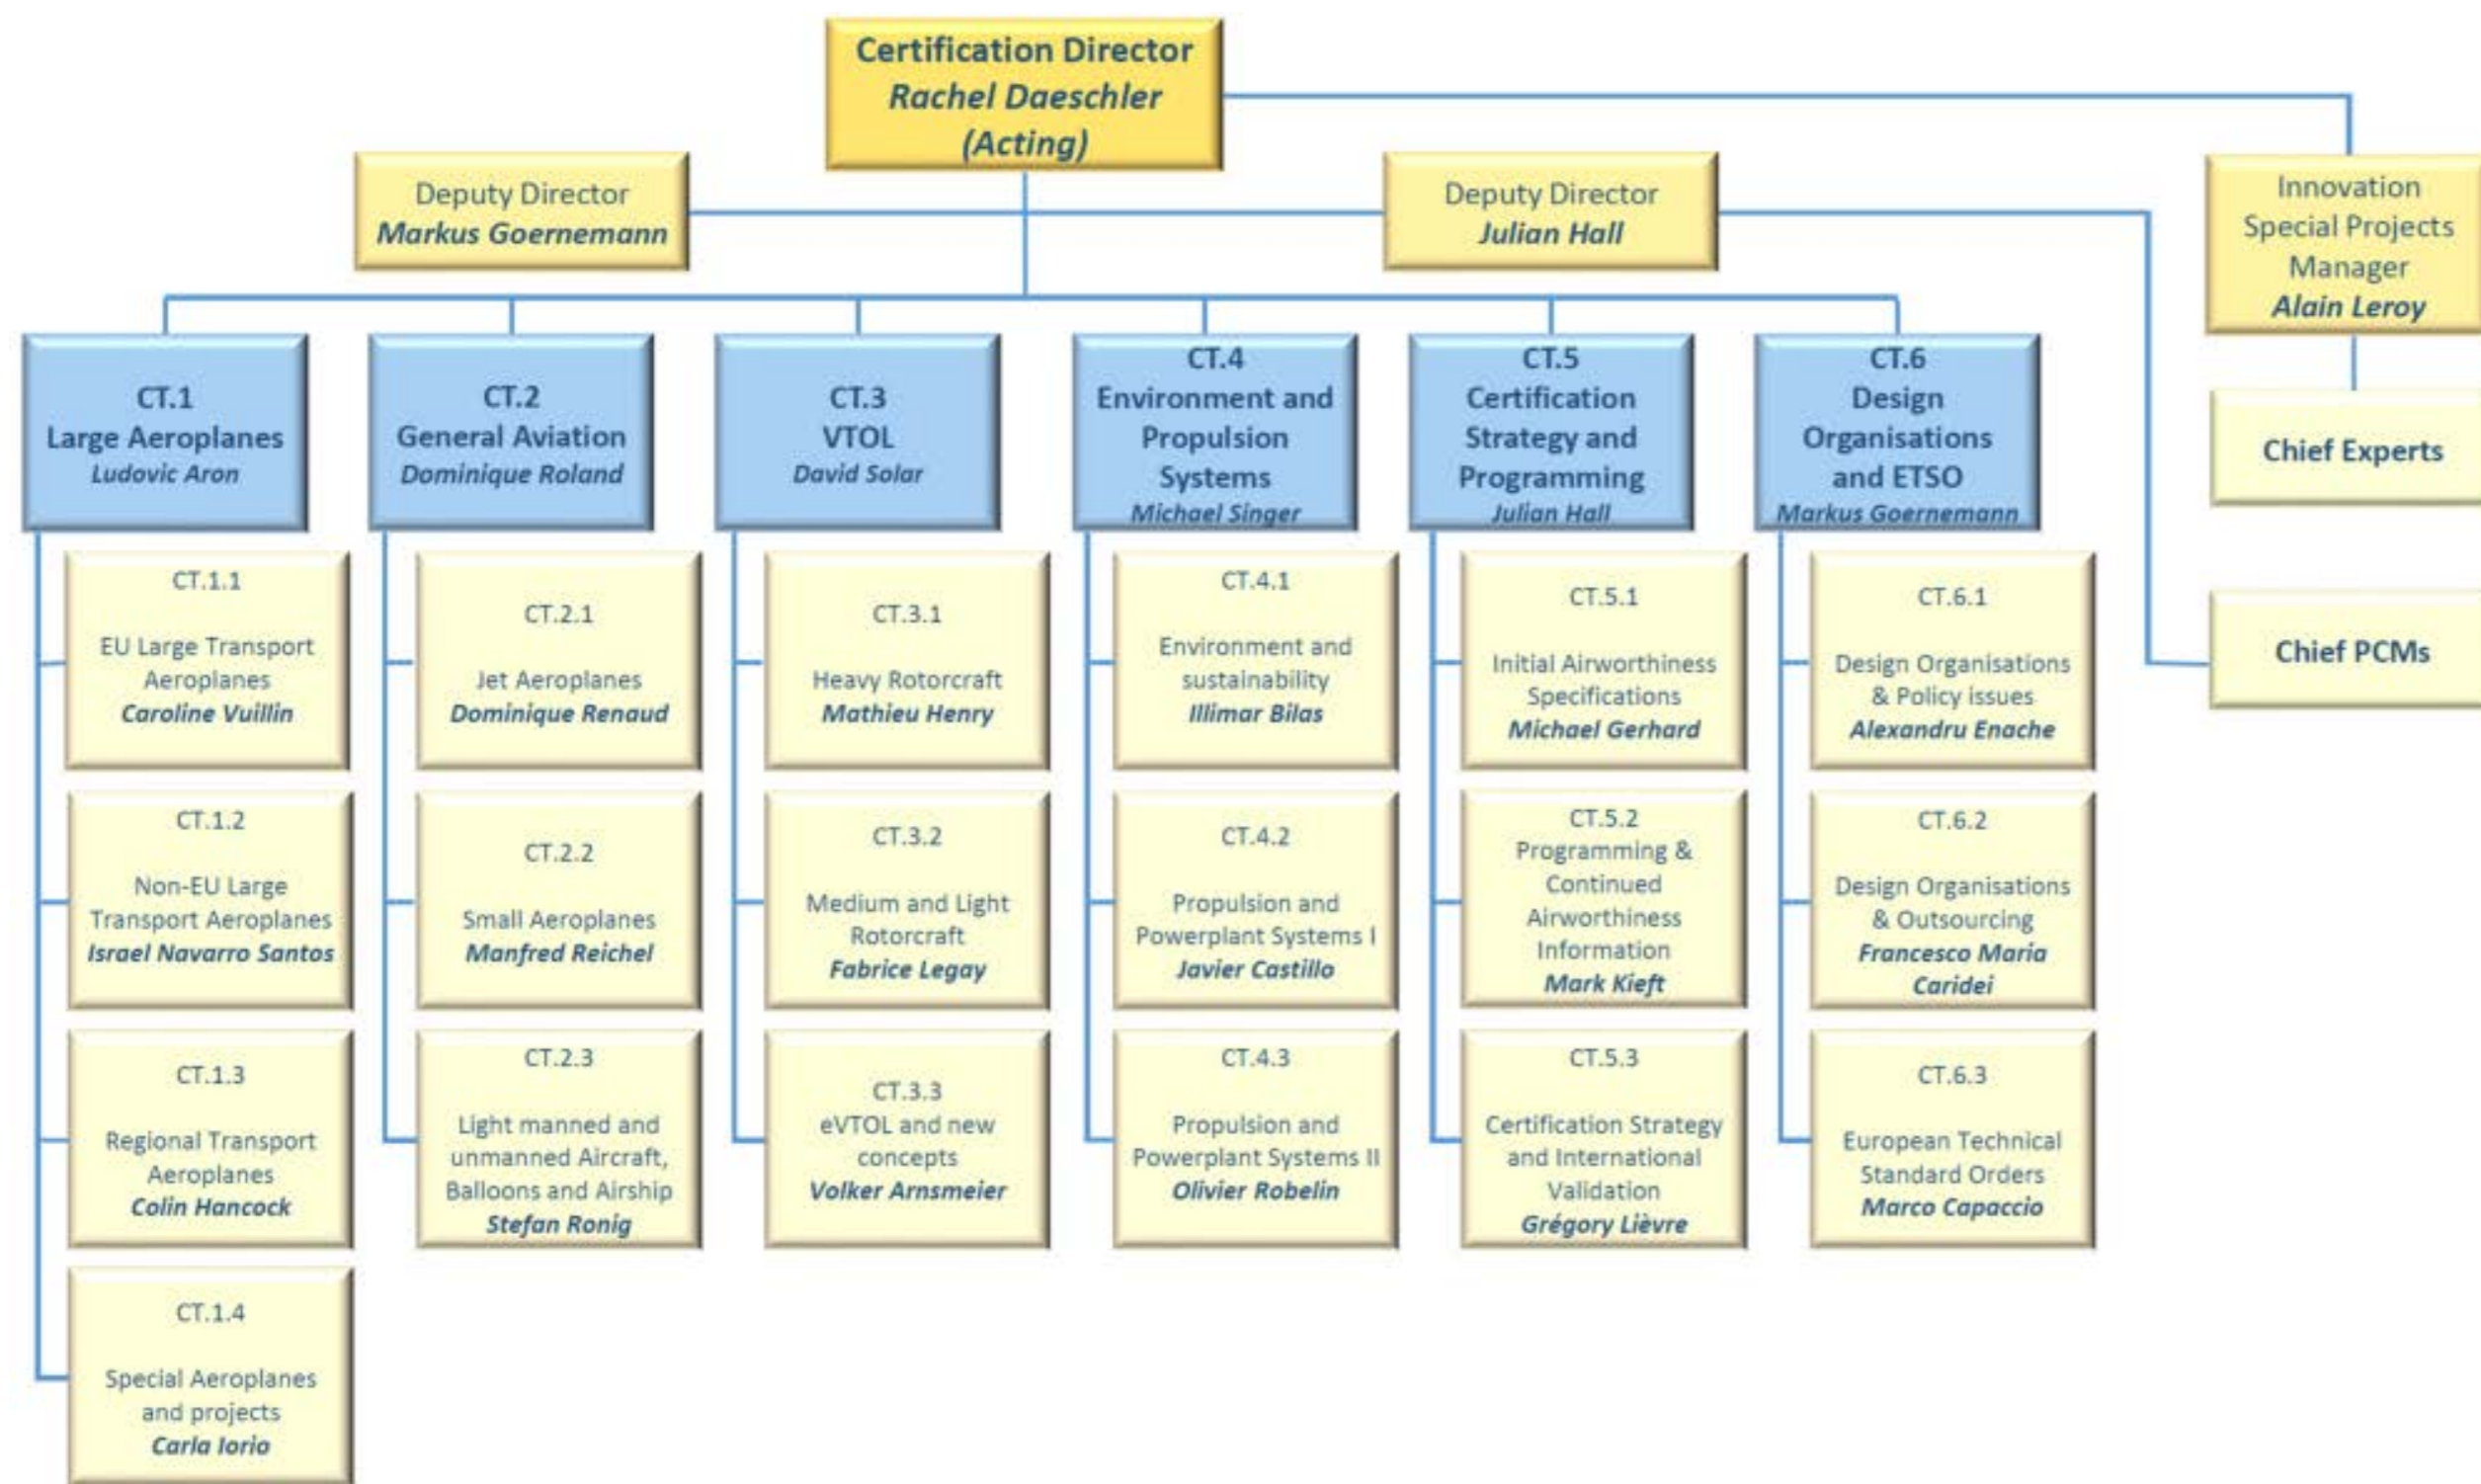 Certification Director
Rachel Daeschler
(Acting)
Deputy Director
Markus Goernemann
Deputy Director
Julian Hall
Innovation
Special Projects
Manager
Alain Leroy
Chief Experts
Chief PCMs
CT.1
Large Aeroplanes
Ludovic Aron
CT.1.1
EU Large Transport
Aeroplanes
Caroline Vuillin
CT.1.2
Non-EU Large
Transport Aeroplanes
Israel Navarro Santos
CT.1.3
Regional Transport
Aeroplanes
Colin Hancock
CT.1.4
Special Aeroplanes
and projects
Carla Iorio
CT.2
General Aviation
Dominique Roland
CT.2.1
Jet Aeroplanes
Dominique Renaud
CT.2.2
Small Aeroplanes
Manfred Reichel
CT.2.3
Light manned and
unmanned Aircraft,
Balloons and Airship
Stefan Ronig
CT.3
VTOL
David Solar
CT.3.1
Heavy Rotorcraft
Mathieu Henry
CT.3.2
Medium and Light
Rotorcraft
Fabrice Legay
CT.3.3
eVTOL and new
concepts
Volker Arnsmeier
CT.4
Environment and
Propulsion
Systems
Michael Singer
CT.4.1
Environment and
sustainability
Illimar Bilas
CT.4.2
Propulsion and
Powerplant Systems I
Javier Castillo
CT.4.3
Propulsion and
Powerplant Systems II
Olivier Robelin
CT.5
Certification
Strategy and
Programming
Julian Hall
CT.5.1
Initial Airworthiness
Specifications
Michael Gerhard
CT.5.2
Programming &
Continued
Airworthiness
Information
Mark Kieft
CT.5.3
Certification Strategy
and International
Validation
Grégory Lièvre
CT.6
Design
Organisations
and ETSO
Markus Goernemann
CT.6.1
Design Organisations
& Policy issues
Alexandru Enache
CT.6.2
Design Organisations
& Outsourcing
Francesco Maria
Caridei
CT.6.3
European Technical
Standard Orders
Marco Capaccio